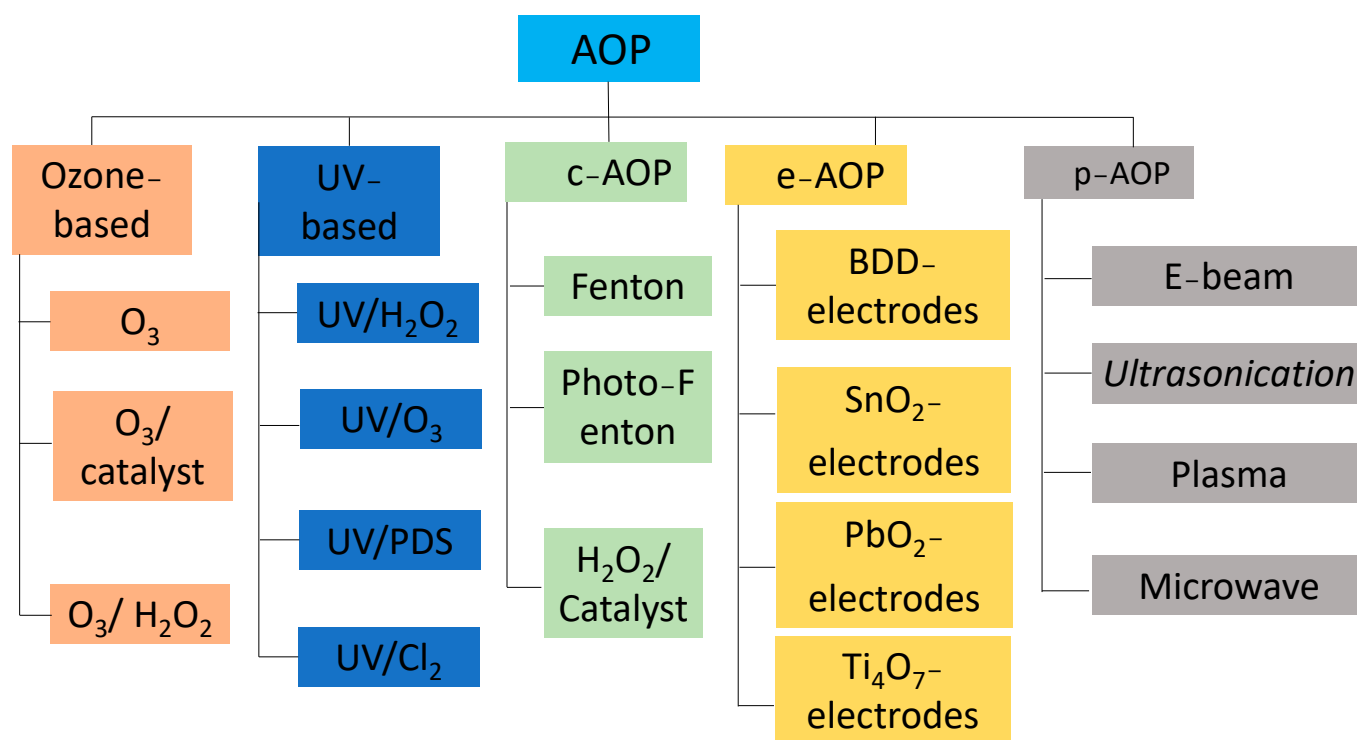 AOP
Ozone–
based
O₃
O₃/
catalyst
O₃/ H₂O₂
UV–
based
UV/H₂O₂
UV/O₃
UV/PDS
UV/Cl₂
c–AOP
Fenton
Photo–F
enton
H₂O₂/
Catalyst
e–AOP
BDD–
electrodes
SnO₂–
electrodes
PbO₂–
electrodes
Ti₄O₇–
electrodes
p–AOP
E–beam
Ultrasonication
Plasma
Microwave